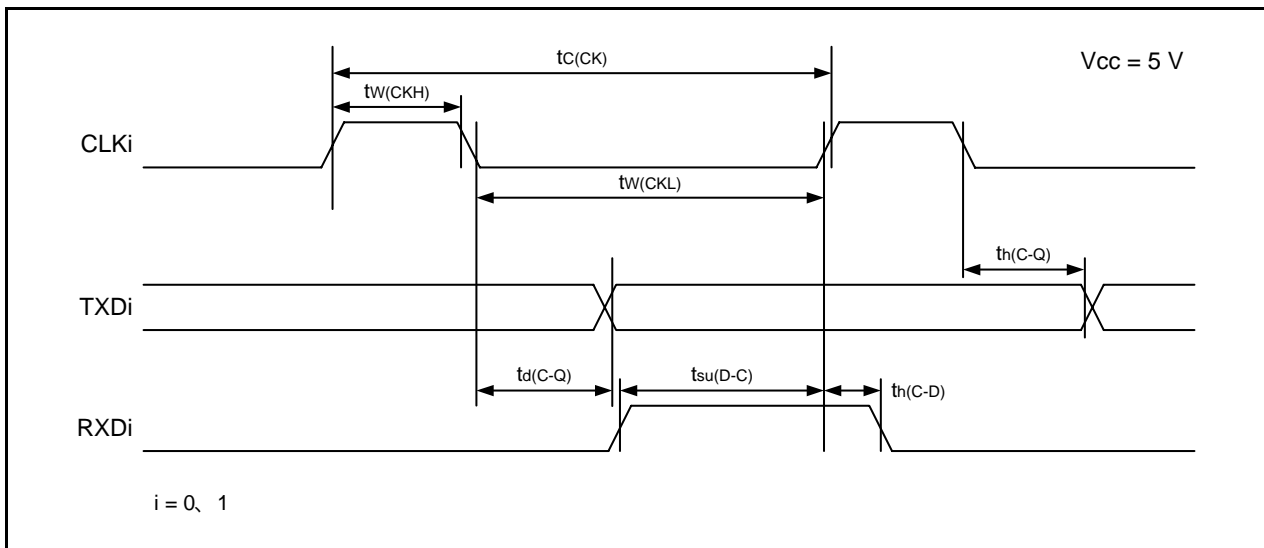 tC(CK)
Vcc = 5 V
tW(CKH)
CLKi
tW(CKL)
th(C-Q)
TXDi
td(C-Q)
tsu(D-C)
th(C-D)
RXDi
i = 0、 1